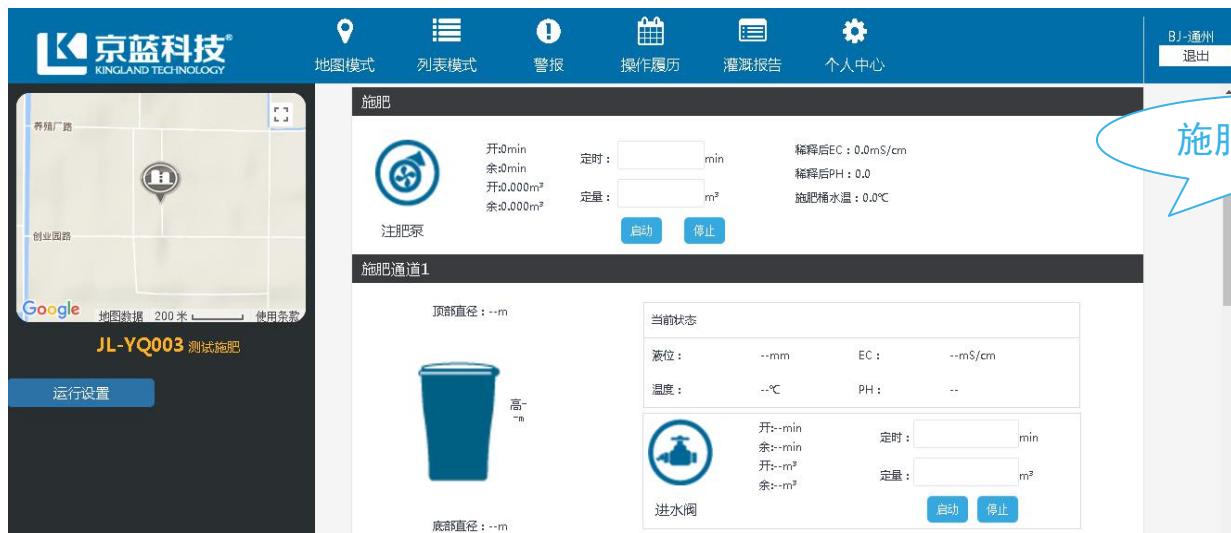 京蓝科技®
KINGLAND TECHNOLOGY
地图模式
列表模式
警报
操作履历
灌溉报告
个人中心
BJ-通州
退出
养殖厂路
创业园路
Google
地图数据
200 米
使用条款
JL-YQ003 测试施肥
运行设置
施肥
开:0min
余:0min
开:0.000m³
余:0.000m³
注肥泵
定时：
min
定量：
m³
启动
停止
稀释后EC：0.0mS/cm
稀释后PH：0.0
施肥桶水温：0.0℃
施肥
施肥通道1
顶部直径：--m
高-
-m
底部直径：--m
当前状态
液位：
--mm
EC：
--mS/cm
温度：
--℃
PH：
--
开:--min
余:--min
开:--m³
余:--m³
进水阀
定时：
min
定量：
m³
启动
停止